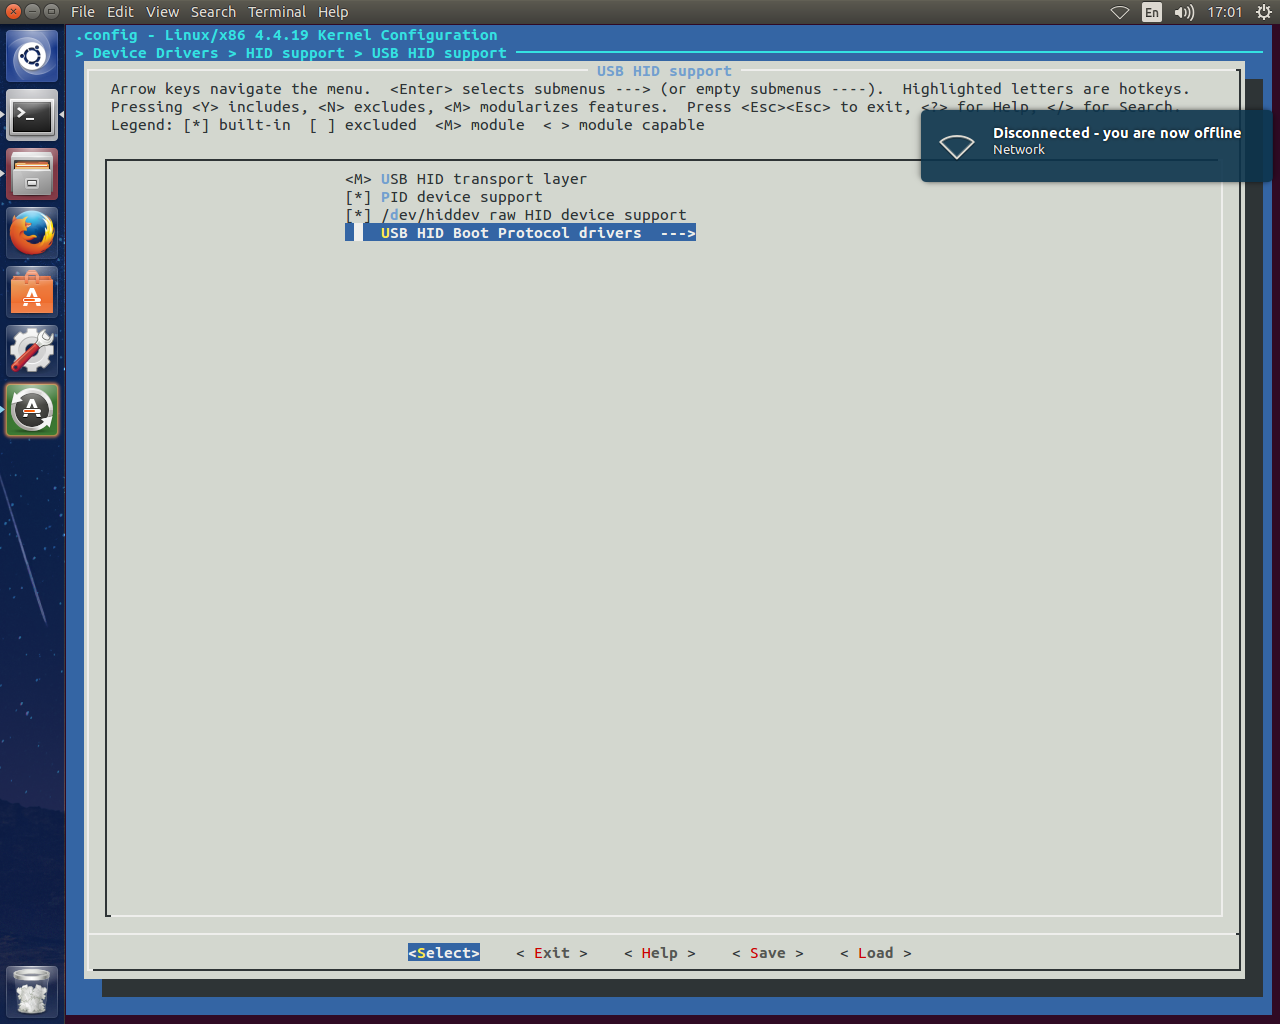 File Edit View Search Terminal Help En 17:01
.config - Linux/x86 4.4.19 Kernel Configuration
> Device Drivers > HID support > USB HID support
USB HID support
Arrow keys navigate the menu. <Enter> selects submenus ---> (or empty submenus ----). Highlighted letters are hotkeys.
Pressing <Y> includes, <N> excludes, <M> modularizes features. Press <Esc><Esc> to exit, <?> for Help, </> for Search.
Legend: [*] built-in [ ] excluded <M> module < > module capable
Disconnected - you are now offline
Network
<M> USB HID transport layer
[*] PID device support
[*] /dev/hiddev raw HID device support
USB HID Boot Protocol drivers --->
<Select> < Exit > < Help > < Save > < Load >